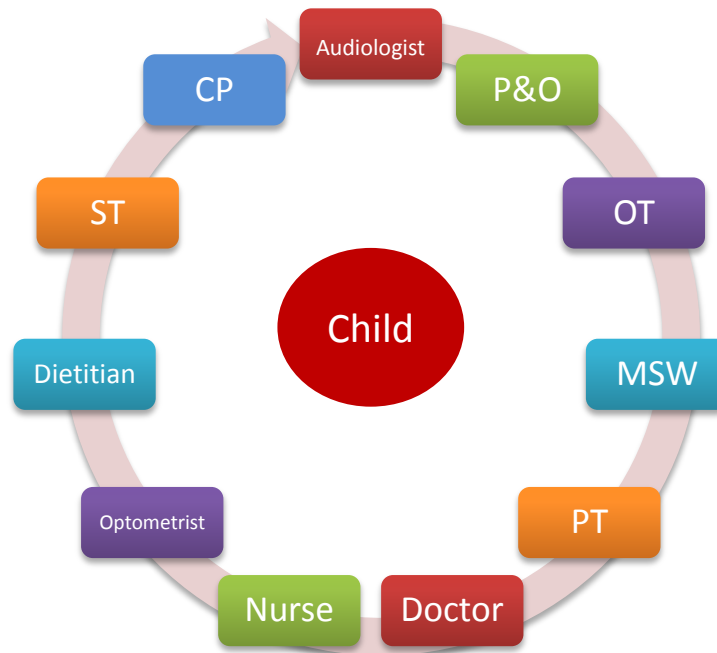 Audiologist
P&O
OT
MSW
PT
Doctor
Nurse
Optometrist
Dietitian
ST
CP
Child